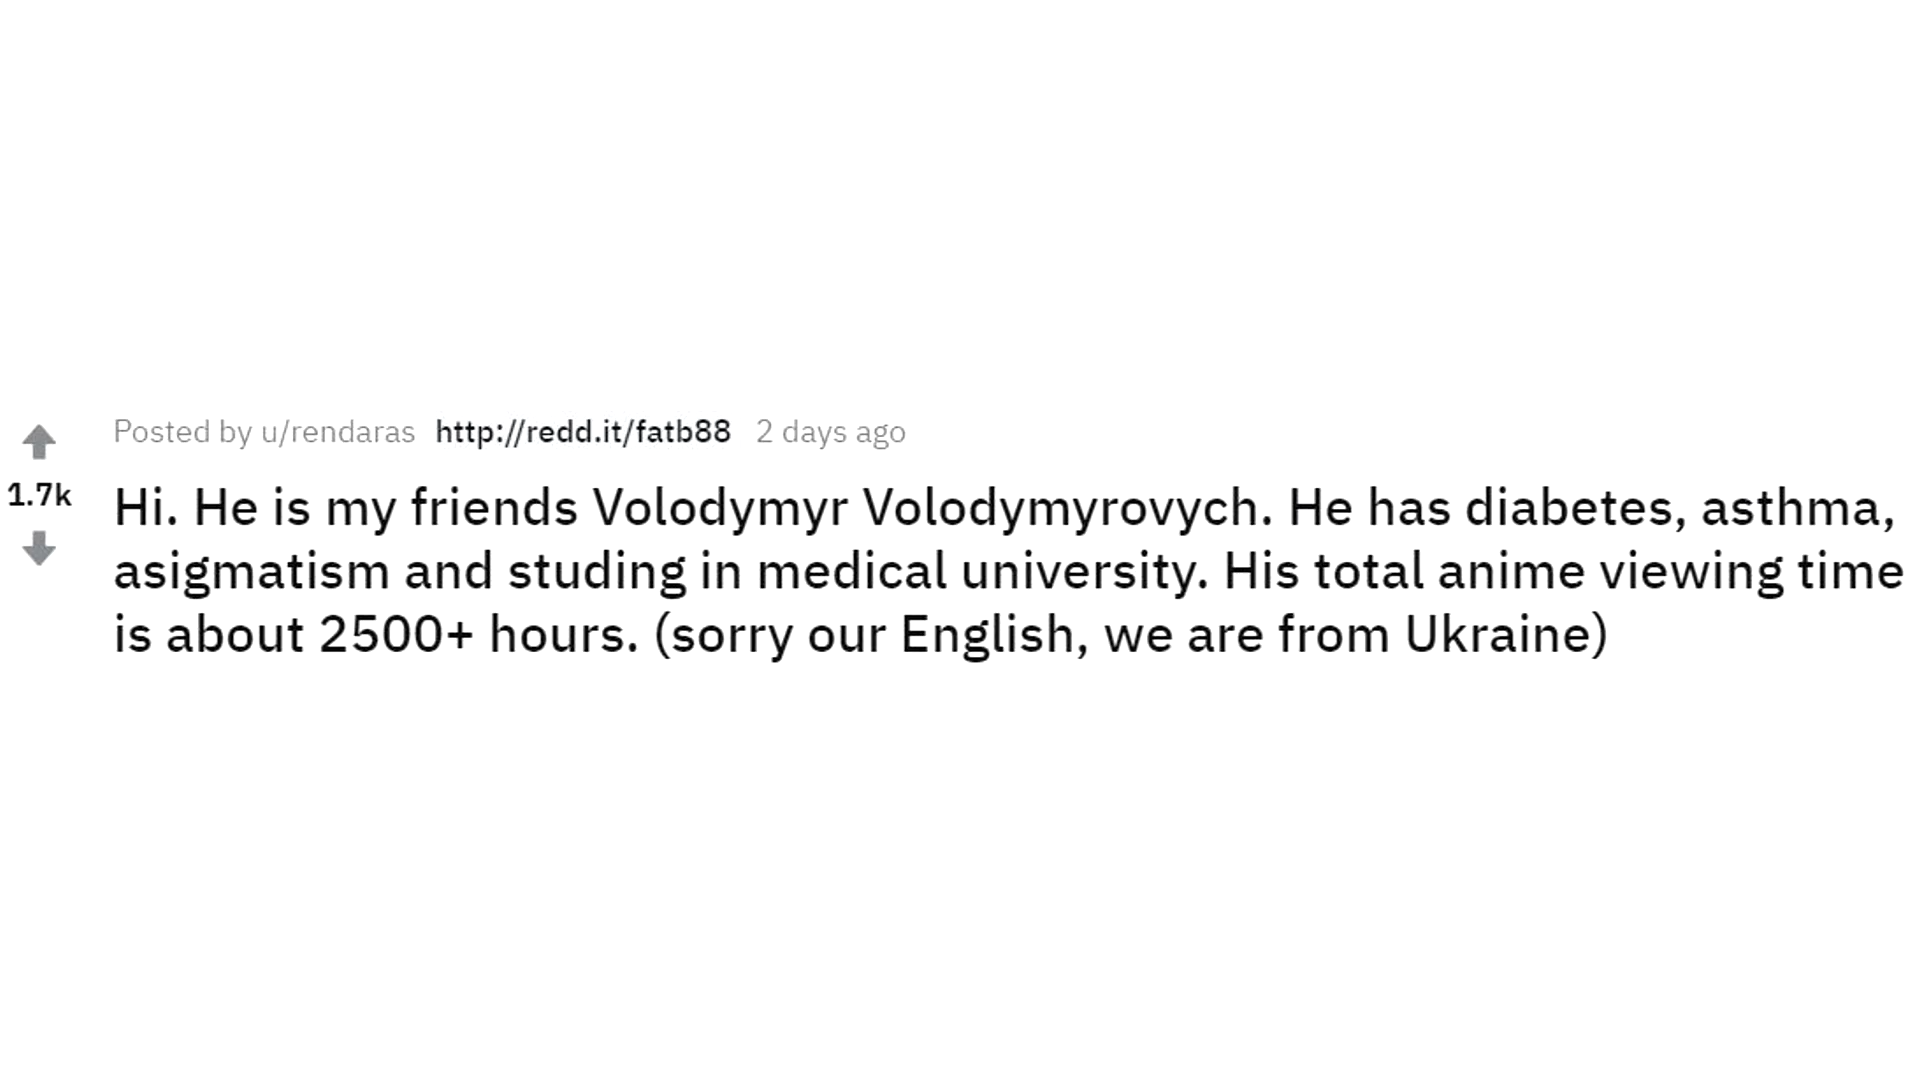 Posted by u/rendaras http://redd.it/fatb88 2 days ago
1.7k
Hi. He is my friends Volodymyr Volodymyrovych. He has diabetes, asthma,
asigmatism and studing in medical university. His total anime viewing time
is about 2500+ hours. (sorry our English, we are from Ukraine)